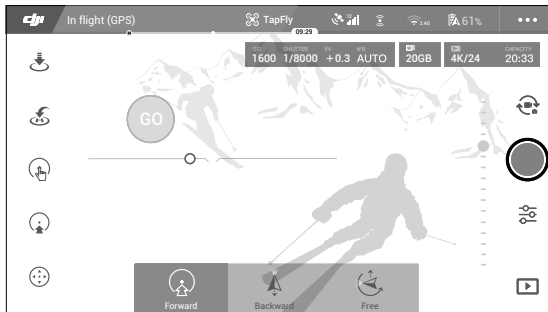 dji In flight (GPS) TapFly 2.4G 61%
H 09:29
ISO SHUTTER EV WB CAPACITY
1600 1/8000 +0.3 AUTO 20GB 4K/24 20:33
GO
Forward Backward Free